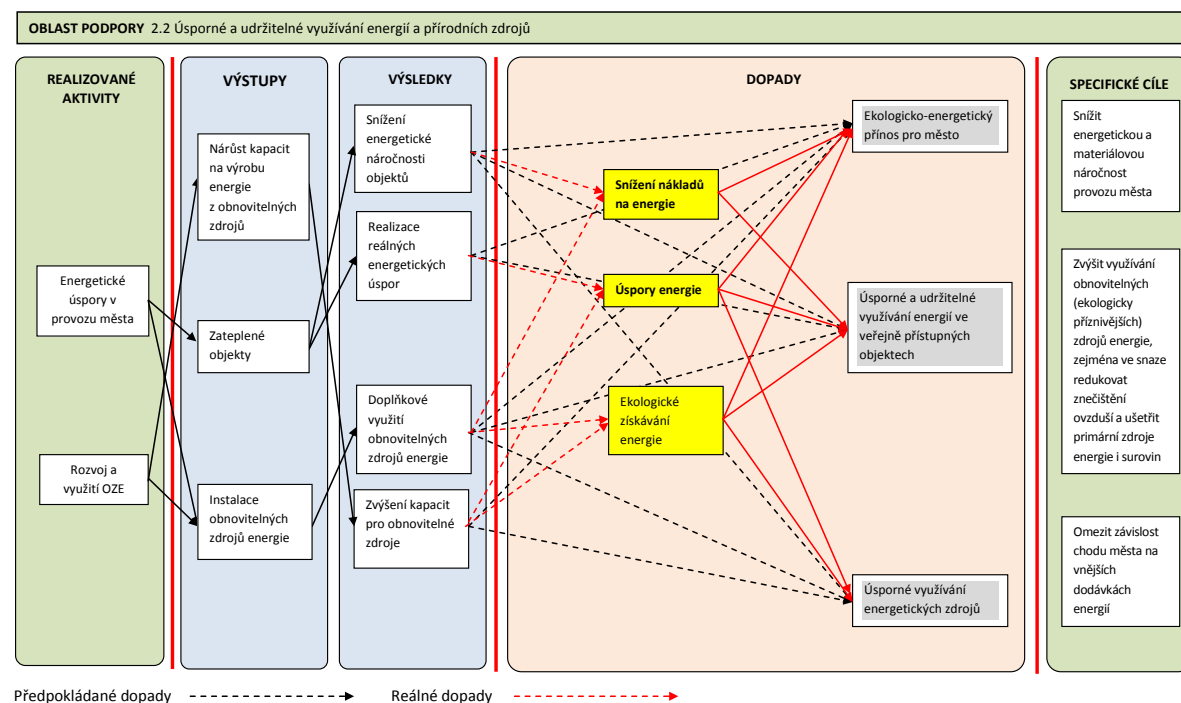 OBLAST PODPORY 2.2 Úsporné a udržitelné využívání energií a přírodních zdrojů
REALIZOVANÉ
AKTIVITY
Energetické
úspory v
provozu města
Rozvoj a
využití OZE
VÝSTUPY
Nárůst kapacit
na výrobu
energie
z obnovitelných
zdrojů
Zateplené
objekty
Instalace
obnovitelných
zdrojů energie
VÝSLEDKY
Snížení
energetické
náročnosti
objektů
Realizace
reálných
energetických
úspor
Doplňkové
využití
obnovitelných
zdrojů energie
Zvýšení kapacit
pro obnovitelné
zdroje
DOPADY
Snížení nákladů
na energie
Úspory energie
Ekologické
získávání
energie
Ekologicko-energetický
přínos pro město
Úsporné a udržitelné
využívání energií ve
veřejně přístupných
objektech
Úsporné využívání
energetických zdrojů
SPECIFICKÉ CÍLE
Snížit
energetickou a
materiálovou
náročnost
provozu města
Zvýšit využívání
obnovitelných
(ekologicky
příznivějších)
zdrojů energie,
zejména ve snaze
redukovat
znečištění
ovzduší a ušetřit
primární zdroje
energie i surovin
Omezit závislost
chodu města na
vnějších
dodávkách
energií
Předpokládané dopady
Reálné dopady